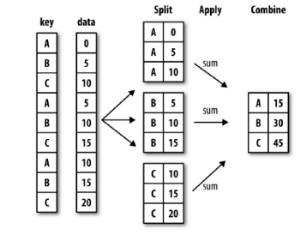 Split Apply Combine
key data
A 0
B 5
C 10
A 5
B 10
C 15
A 10
B 15
C 20
A 0
A 5
A 10
sum
B 5
B 10
B 15
sum
C 10
C 15
C 20
sum
A 15
B 30
C 45